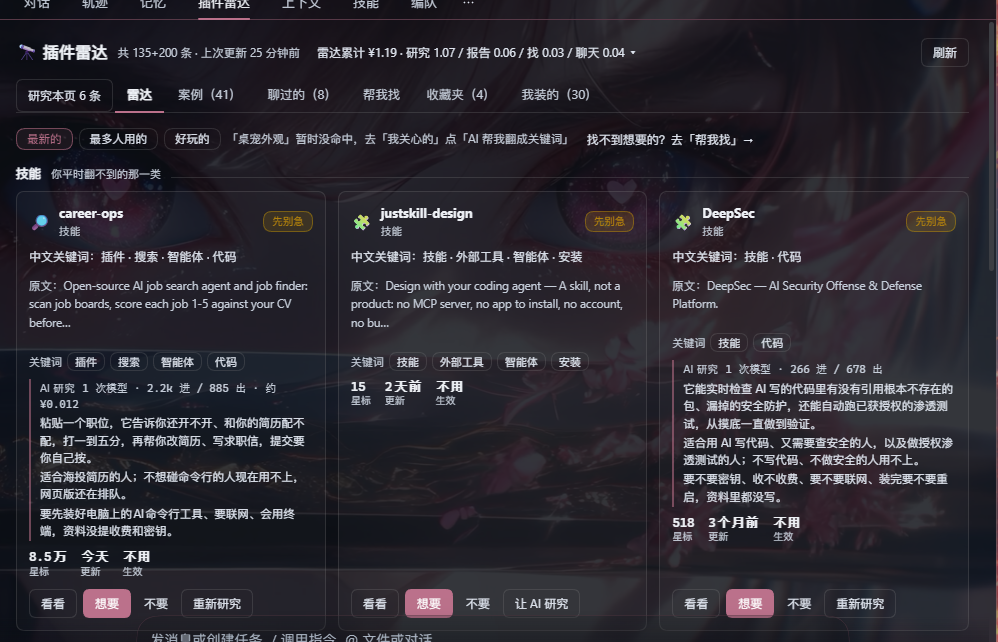 对话 轨迹 记忆 插件雷达 上下文 技能 编队 ···
插件雷达 共 135+200 条 · 上次更新 25 分钟前 雷达累计 ¥1.19 · 研究 1.07 / 报告 0.06 / 找 0.03 / 聊天 0.04 ▾ 刷新
研究本页 6 条 雷达 案例（41） 聊过的（8） 帮我找 收藏夹（4） 我装的（30）
最新的 最多人用的 好玩的 「桌宠外观」暂时没命中，去「我关心的」点「AI 帮我翻成关键词」 找不到想要的？去「帮我找」→
技能 你平时翻不到的那一类
career-ops 先别急
技能
中文关键词：插件 · 搜索 · 智能体 · 代码
原文：Open-source AI job search agent and job finder:
scan job boards, score each job 1-5 against your CV
before...
关键词 插件 搜索 智能体 代码
AI 研究 1 次模型 · 2.2k 进 / 885 出 · 约
¥0.012
粘贴一个职位，它告诉你还开不开、和你的简历配不
配，打一到五分，再帮你改简历、写求职信，提交要
你自己按。
适合海投简历的人；不想碰命令行的人现在用不上，
网页版还在排队。
要先装好电脑上的AI命令行工具、要联网、会用终
端，资料没提收费和密钥。
8.5万 今天 不用
星标 更新 生效
看看 想要 不要 重新研究
justskill-design 先别急
技能
中文关键词：技能 · 外部工具 · 智能体 · 安装
原文：Design with your coding agent — A skill, not a
product: no MCP server, no app to install, no account,
no bu...
关键词 技能 外部工具 智能体 安装
15 2天前 不用
星标 更新 生效
看看 想要 不要 让 AI 研究
DeepSec 先别急
技能
中文关键词：技能 · 代码
原文：DeepSec — AI Security Offense & Defense
Platform.
关键词 技能 代码
AI 研究 1 次模型 · 266 进 / 678 出
它能实时检查 AI 写的代码里有没有引用根本不存在的
包、漏掉的安全防护，还能自动跑已获授权的渗透测
试，从摸底一直做到验证。
适合用 AI 写代码、又需要查安全的人，以及做授权渗
透测试的人；不写代码、不做安全的人用不上。
要不要密钥、收不收费、要不要联网、装完要不要重
启，资料里都没写。
518 3个月前 不用
星标 更新 生效
看看 想要 不要 重新研究
发消息或创建任务 / 调用指令 @ 文件或对话